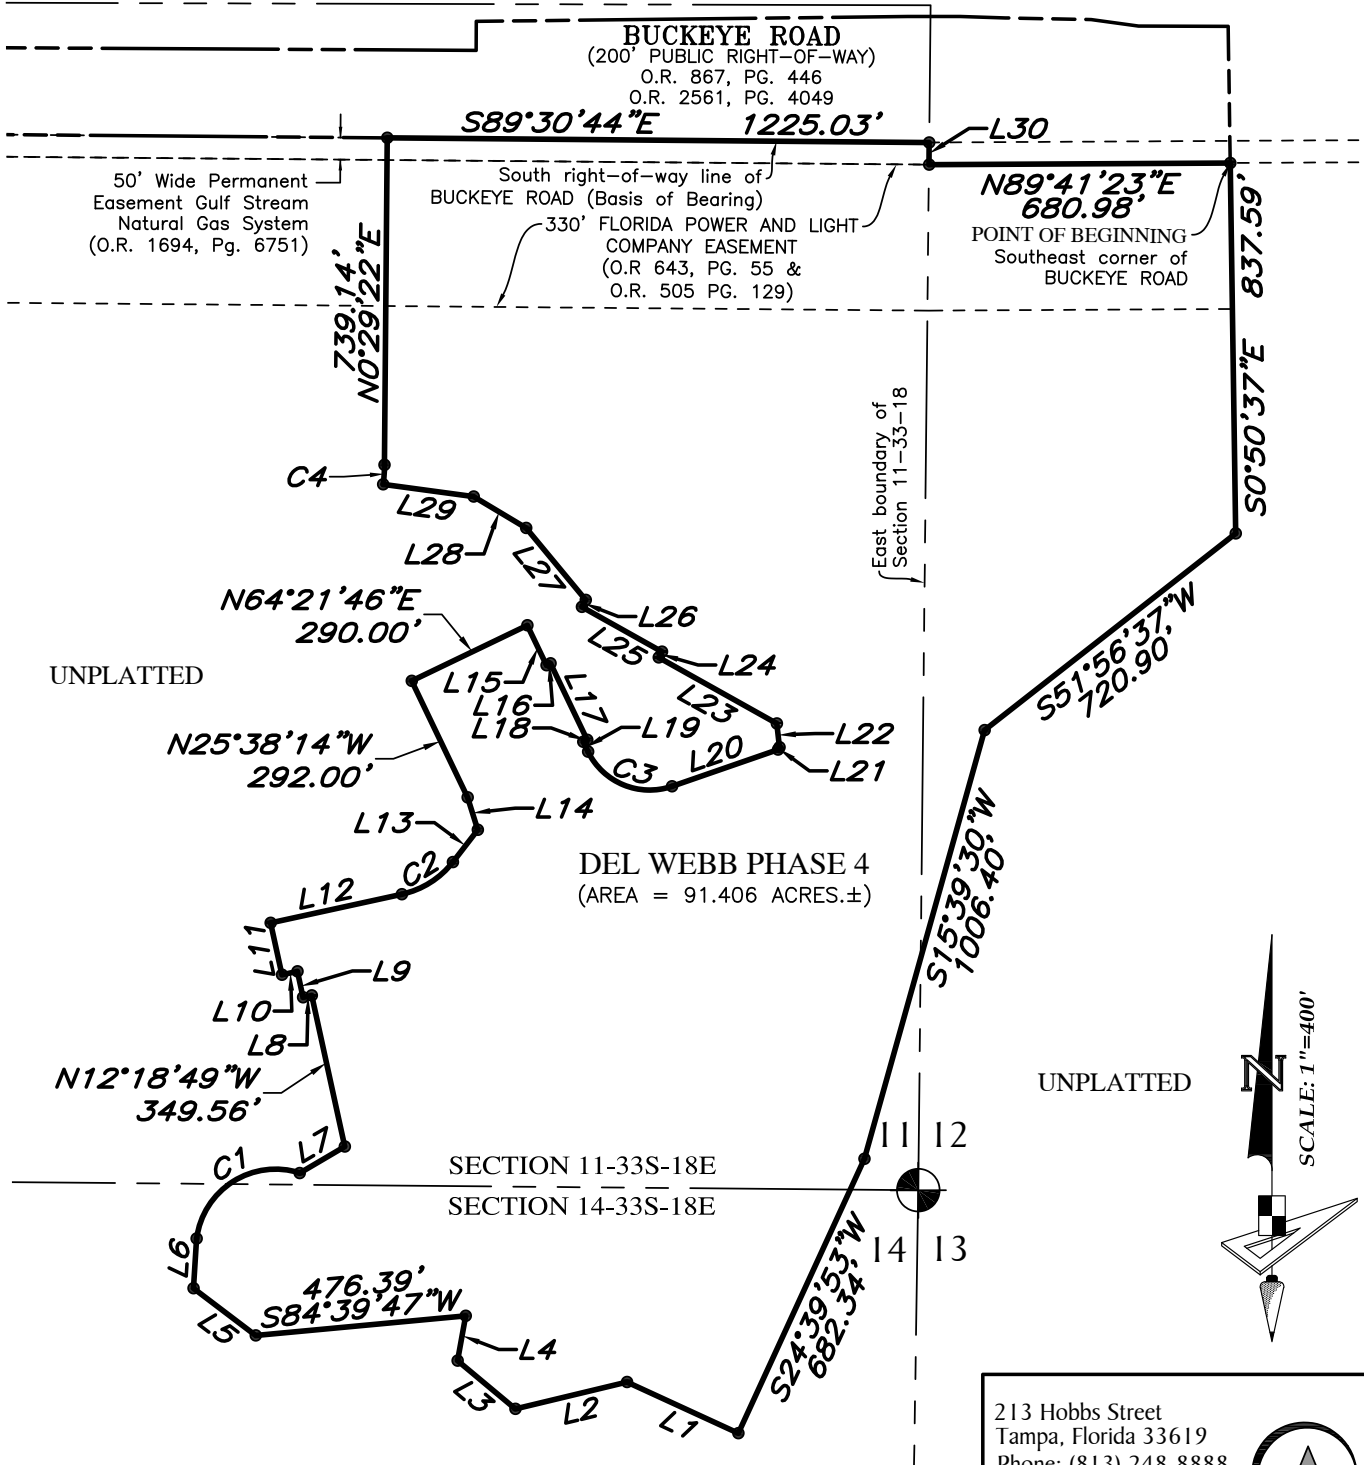 BUCKEYE ROAD
(200' PUBLIC RIGHT-OF-WAY)
O.R. 867, PG. 446
O.R. 2561, PG. 4049
S89°30'44"E 1225.03'
L30
50' Wide Permanent
Easement Gulf Stream
Natural Gas System
(O.R. 1694, Pg. 6751)
South right-of-way line of
BUCKEYE ROAD (Basis of Bearing)
N89°41'23"E
680.98'
330' FLORIDA POWER AND LIGHT
COMPANY EASEMENT
(O.R 643, PG. 55 &
O.R. 505 PG. 129)
POINT OF BEGINNING
Southeast corner of
BUCKEYE ROAD
739.14'
N0°29'22"E
S0°50'37"E 837.59'
East boundary of
Section 11-33-18
C4
L29
L28
L27
N64°21'46"E
290.00'
L26
L25
L24
UNPLATTED
L15
L16
L17
L23
S51°56'37"W
720.90'
L18
L19
L22
N25°38'14"W
292.00'
C3
L20
L21
L14
L13
DEL WEBB PHASE 4
(AREA = 91.406 ACRES.±)
C2
L12
S15°39'30"W
1006.40'
L11
L9
L10
L8
N12°18'49"W
349.56'
UNPLATTED
N
SCALE: 1"=400'
L7
C1
11 12
SECTION 11-33S-18E
SECTION 14-33S-18E
14 13
L6
476.39'
S84°39'47"W
S24°39'53"W
682.34'
L5
L4
L3
L2
L1
213 Hobbs Street
Tampa, Florida 33619
Phone: (813) 248-8888